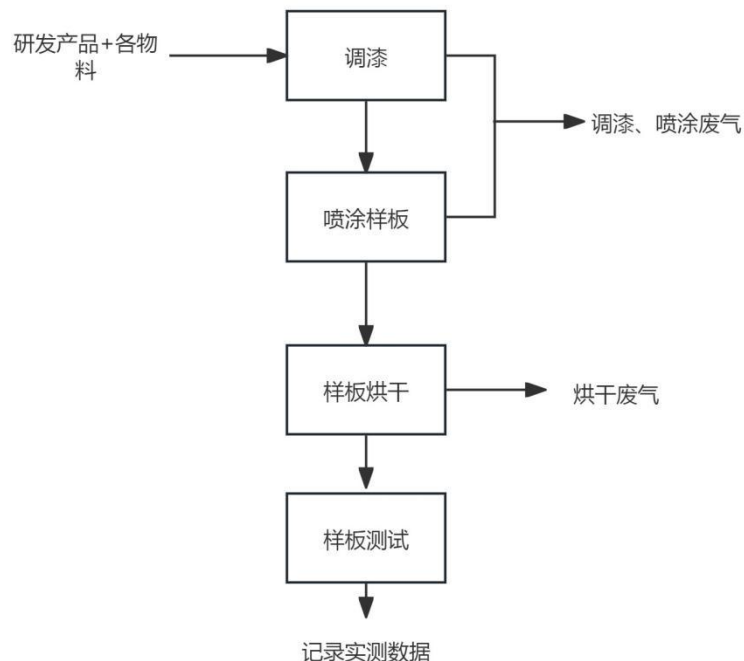 研发产品+各物
料
调漆
调漆、喷涂废气
喷涂样板
样板烘干
烘干废气
样板测试
记录实测数据